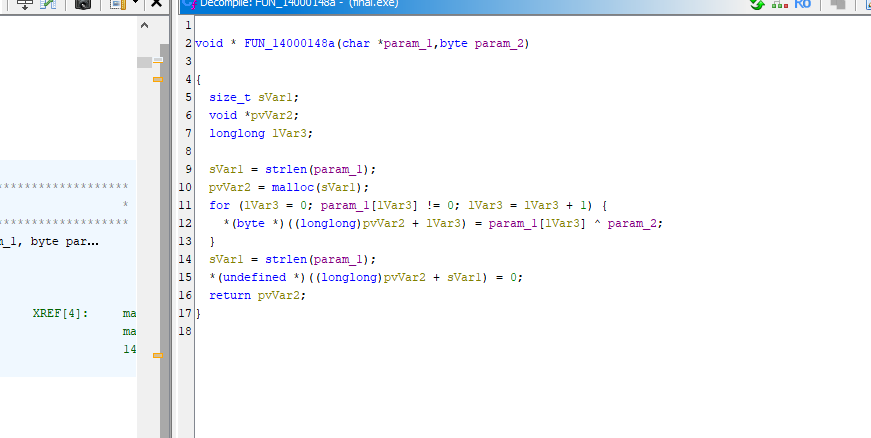 Decompile: FUN_14000148a - (final.exe)
1
2 void * FUN_14000148a(char *param_1,byte param_2)
3
4 {
5 size_t sVar1;
6 void *pvVar2;
7 longlong lVar3;
8
9 sVar1 = strlen(param_1);
10 pvVar2 = malloc(sVar1);
11 for (lVar3 = 0; param_1[lVar3] != 0; lVar3 = lVar3 + 1) {
12 *(byte *)((longlong)pvVar2 + lVar3) = param_1[lVar3] ^ param_2;
13 }
14 sVar1 = strlen(param_1);
15 *(undefined *)((longlong)pvVar2 + sVar1) = 0;
16 return pvVar2;
17 }
18
*******************
*
*******************
m_1, byte par...
XREF[4]: ma
ma
14
Ro